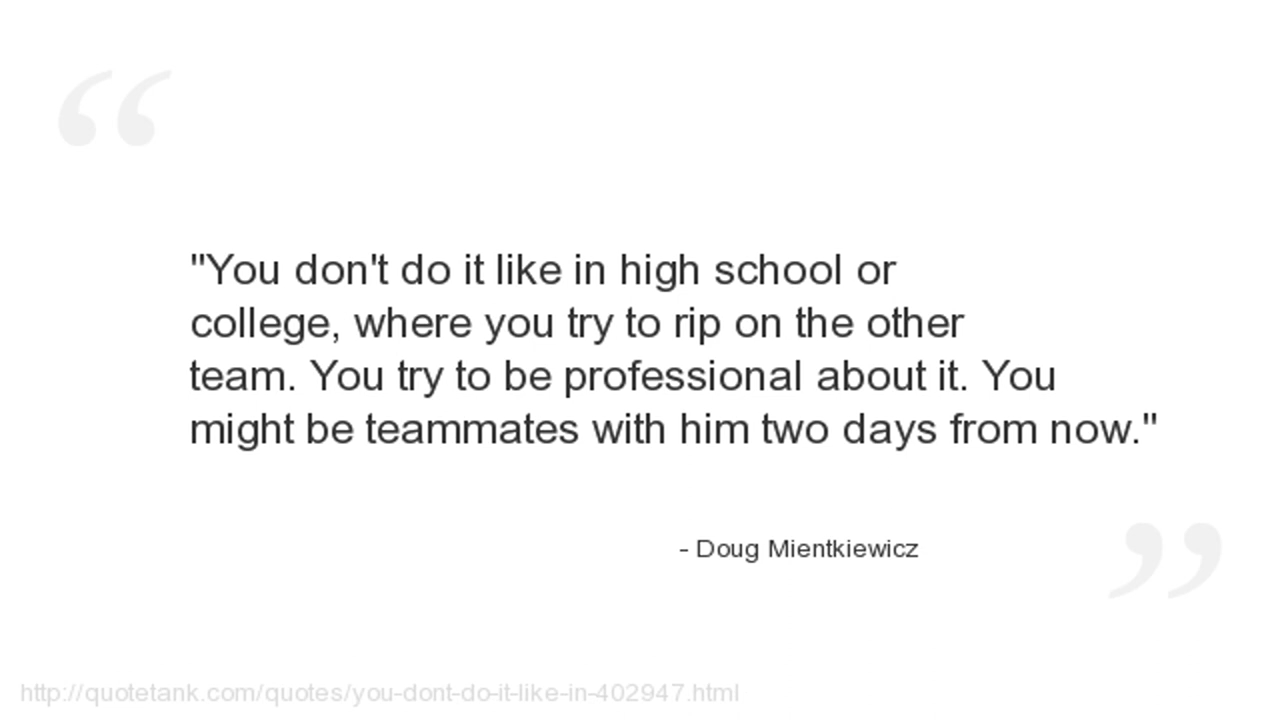 "You don't do it like in high school or
college, where you try to rip on the other
team. You try to be professional about it. You
might be teammates with him two days from now."
- Doug Mientkiewicz
http://quotetank.com/quotes/you-dont-do-it-like-in-402947.html